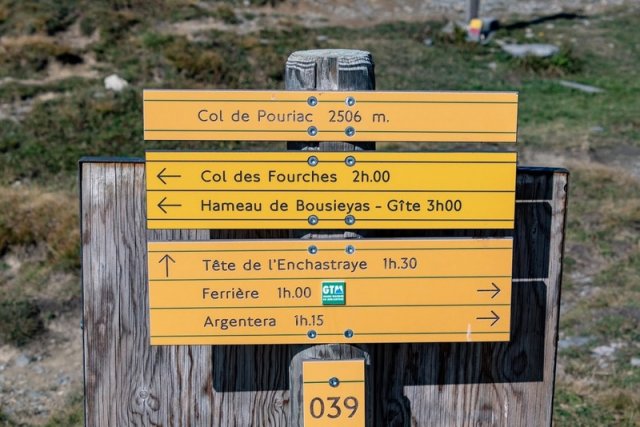 Col de Pouriac 2506 m.
← Col des Fourches 2h.00
← Hameau de Bousieyas - Gîte 3h00
↑ Tête de l'Enchastraye 1h.30
Ferrière 1h.00 GTM →
Argentera 1h.15 →
039